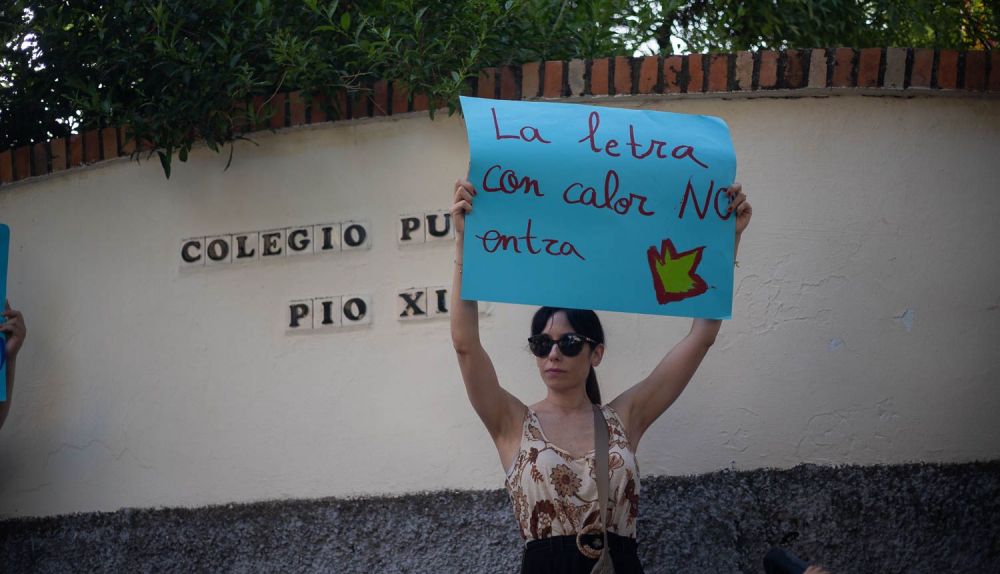 La letra
con calor NO
entra
COLEGIO PU
PIO XI